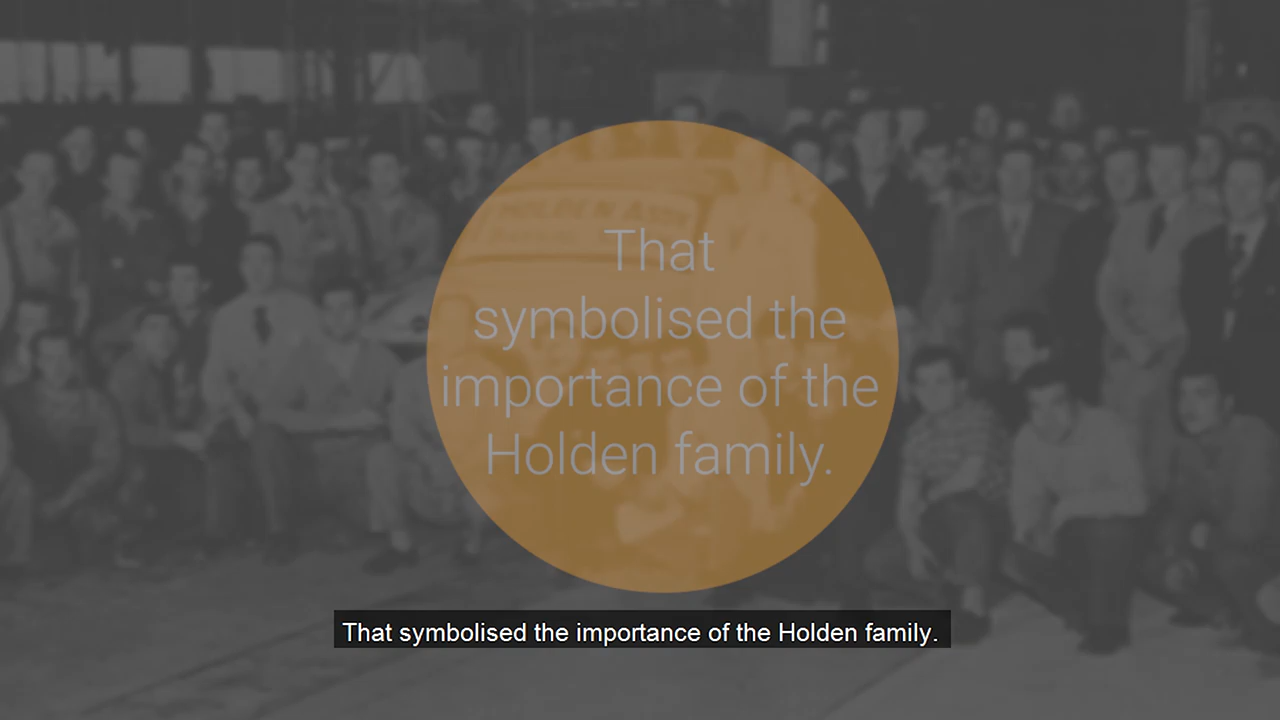 That
symbolised the
importance of the
Holden family.
That symbolised the importance of the Holden family.